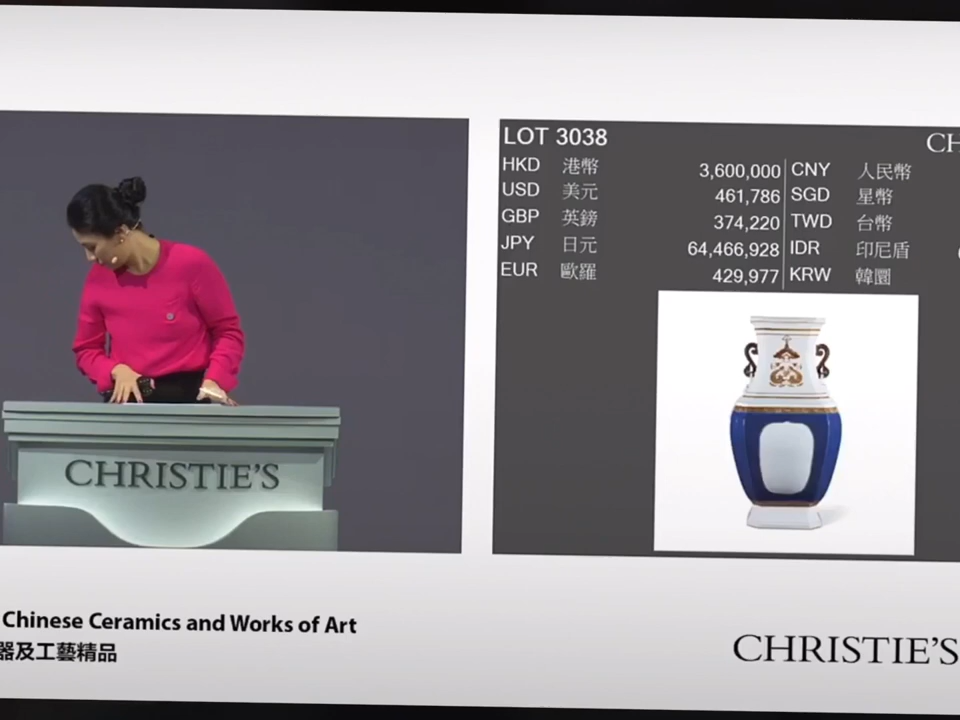 LOT 3038
CH
HKD 港幣 3,600,000 CNY 人民幣
USD 美元 461,786 SGD 星幣
GBP 英鎊 374,220 TWD 台幣
JPY 日元 64,466,928 IDR 印尼盾
EUR 歐羅 429,977 KRW 韓圜
CHRISTIE'S
Chinese Ceramics and Works of Art
器及工藝精品
CHRISTIE'S